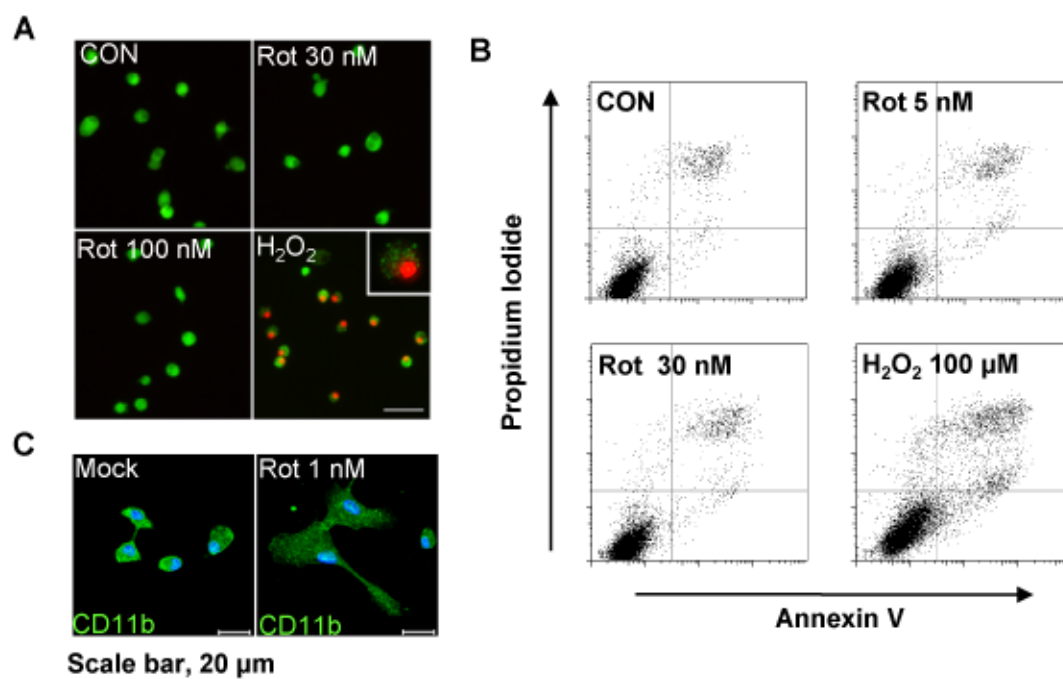 A
CON
Rot 30 nM
Rot 100 nM
H₂O₂
B
CON
Rot 5 nM
Rot 30 nM
H₂O₂ 100 µM
Propidium Iodide
Annexin V
C
Mock
Rot 1 nM
CD11b
CD11b
Scale bar, 20 µm